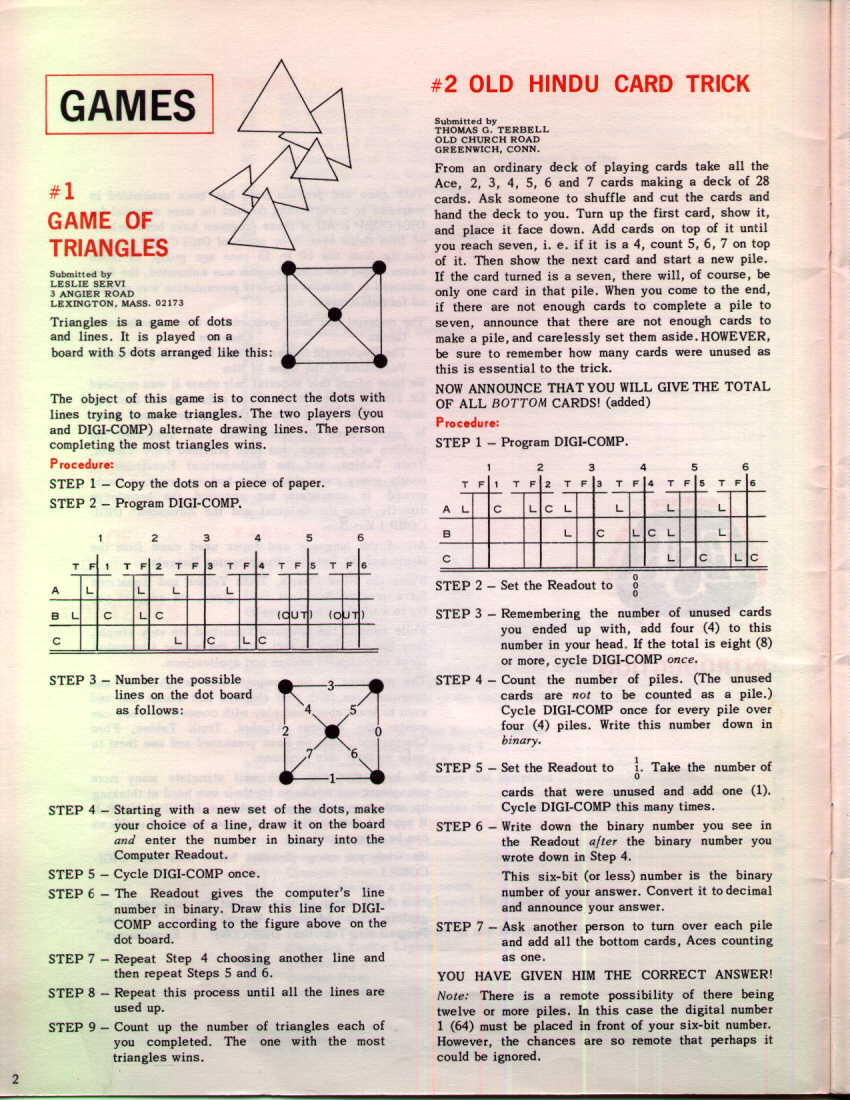 GAMES
#1
GAME OF
TRIANGLES
Submitted by
LESLIE SERVI
3 ANGIER ROAD
LEXINGTON, MASS. 02173
Triangles is a game of dots
and lines. It is played on a
board with 5 dots arranged like this:
The object of this game is to connect the dots with
lines trying to make triangles. The two players (you
and DIGI-COMP) alternate drawing lines. The person
completing the most triangles wins.
Procedure:
STEP 1 – Copy the dots on a piece of paper.
STEP 2 – Program DIGI-COMP.
1 2 3 4 5 6
T F 1 T F 2 T F 3 T F 4 T F 5 T F 6
A L L L L
B L C L C (OUT) (OUT)
C L C L C
STEP 3 – Number the possible
lines on the dot board
as follows:
3
4 5
2 0
7 6
1
STEP 4 – Starting with a new set of the dots, make
your choice of a line, draw it on the board
and enter the number in binary into the
Computer Readout.
STEP 5 – Cycle DIGI-COMP once.
STEP 6 – The Readout gives the computer's line
number in binary. Draw this line for DIGI-
COMP according to the figure above on the
dot board.
STEP 7 – Repeat Step 4 choosing another line and
then repeat Steps 5 and 6.
STEP 8 – Repeat this process until all the lines are
used up.
STEP 9 – Count up the number of triangles each of
you completed. The one with the most
triangles wins.
2
#2 OLD HINDU CARD TRICK
Submitted by
THOMAS G. TERBELL
OLD CHURCH ROAD
GREENWICH, CONN.
From an ordinary deck of playing cards take all the
Ace, 2, 3, 4, 5, 6 and 7 cards making a deck of 28
cards. Ask someone to shuffle and cut the cards and
hand the deck to you. Turn up the first card, show it,
and place it face down. Add cards on top of it until
you reach seven, i. e. if it is a 4, count 5, 6, 7 on top
of it. Then show the next card and start a new pile.
If the card turned is a seven, there will, of course, be
only one card in that pile. When you come to the end,
if there are not enough cards to complete a pile to
seven, announce that there are not enough cards to
make a pile, and carelessly set them aside. HOWEVER,
be sure to remember how many cards were unused as
this is essential to the trick.
NOW ANNOUNCE THAT YOU WILL GIVE THE TOTAL
OF ALL BOTTOM CARDS! (added)
Procedure:
STEP 1 – Program DIGI-COMP.
1 2 3 4 5 6
T F 1 T F 2 T F 3 T F 4 T F 5 T F 6
A L C L C L L L L
B L C L C L L
C L C L C
STEP 2 – Set the Readout to 0
0
0
STEP 3 – Remembering the number of unused cards
you ended up with, add four (4) to this
number in your head. If the total is eight (8)
or more, cycle DIGI-COMP once.
STEP 4 – Count the number of piles. (The unused
cards are not to be counted as a pile.)
Cycle DIGI-COMP once for every pile over
four (4) piles. Write this number down in
binary.
STEP 5 – Set the Readout to 1
1. Take the number of
0
cards that were unused and add one (1).
Cycle DIGI-COMP this many times.
STEP 6 – Write down the binary number you see in
the Readout after the binary number you
wrote down in Step 4.
This six-bit (or less) number is the binary
number of your answer. Convert it to decimal
and announce your answer.
STEP 7 – Ask another person to turn over each pile
and add all the bottom cards, Aces counting
as one.
YOU HAVE GIVEN HIM THE CORRECT ANSWER!
Note: There is a remote possibility of there being
twelve or more piles. In this case the digital number
1 (64) must be placed in front of your six-bit number.
However, the chances are so remote that perhaps it
could be ignored.